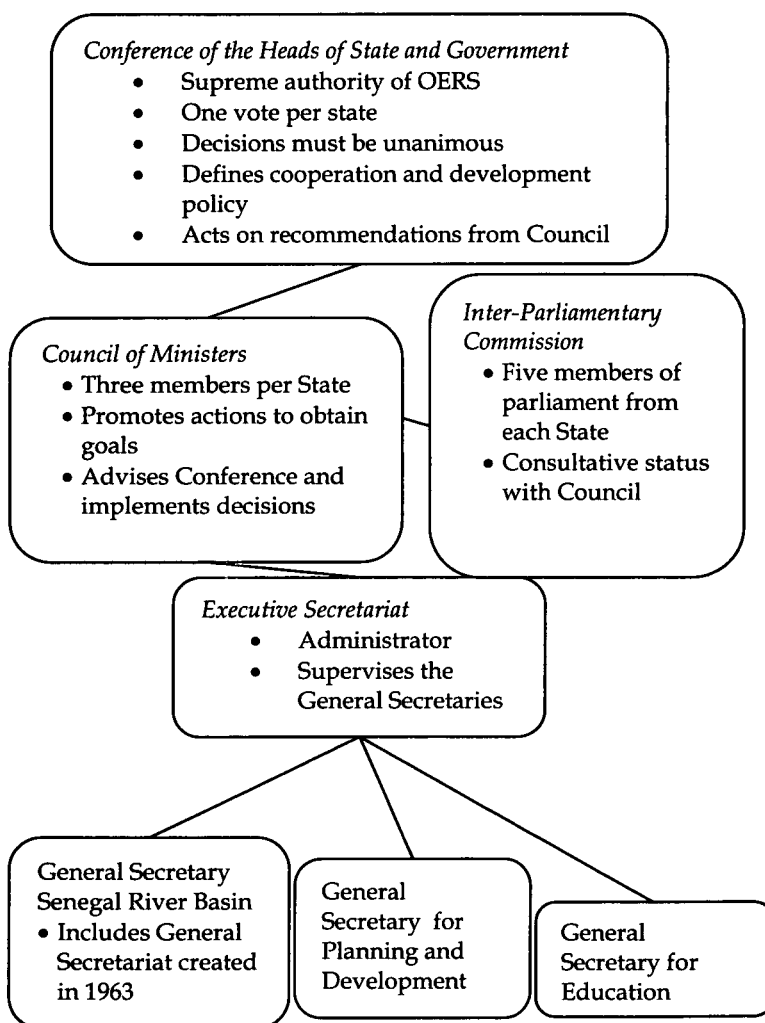 Conference of the Heads of State and Government
• Supreme authority of OERS
• One vote per state
• Decisions must be unanimous
• Defines cooperation and development
policy
• Acts on recommendations from Council
Council of Ministers
• Three members per State
• Promotes actions to obtain
goals
• Advises Conference and
implements decisions
Inter-Parliamentary
Commission
• Five members of
parliament from
each State
• Consultative status
with Council
Executive Secretariat
• Administrator
• Supervises the
General Secretaries
General Secretary
Senegal River Basin
• Includes General
Secretariat created
in 1963
General
Secretary for
Planning and
Development
General
Secretary for
Education